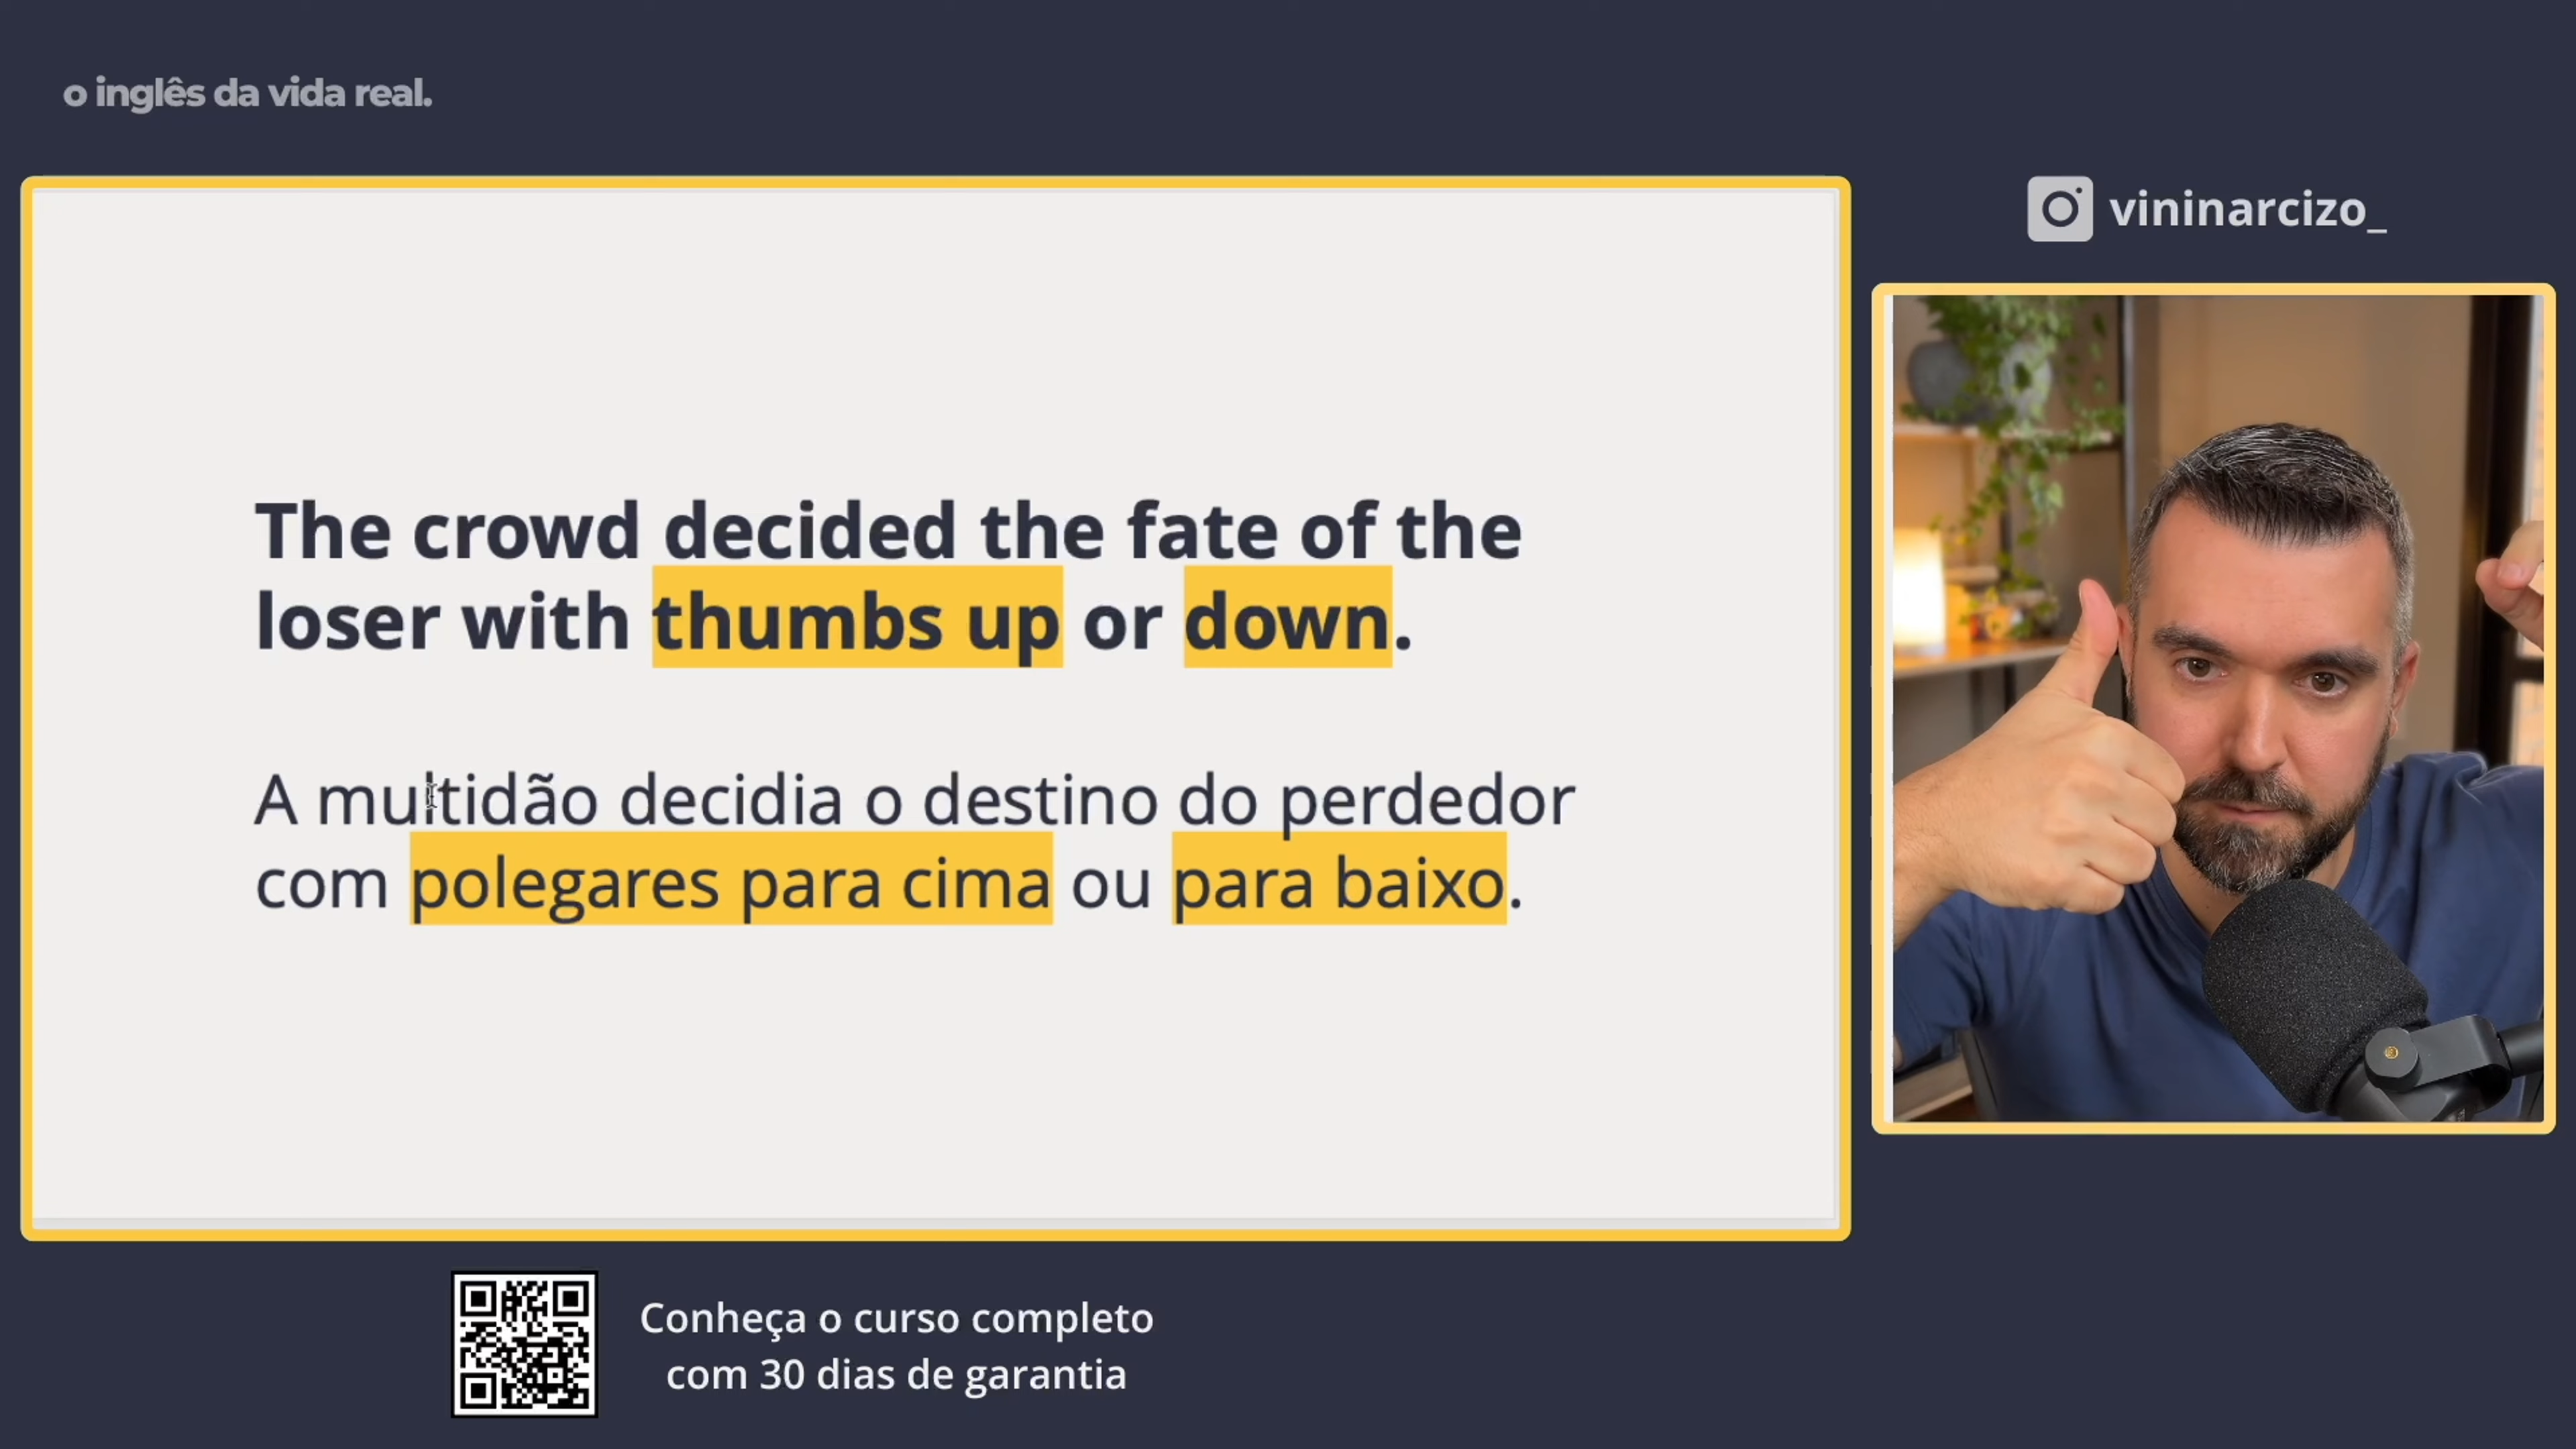 o inglês da vida real.
vininarcizo_
The crowd decided the fate of the
loser with thumbs up or down.
A multidão decidia o destino do perdedor
com polegares para cima ou para baixo.
Conheça o curso completo
com 30 dias de garantia